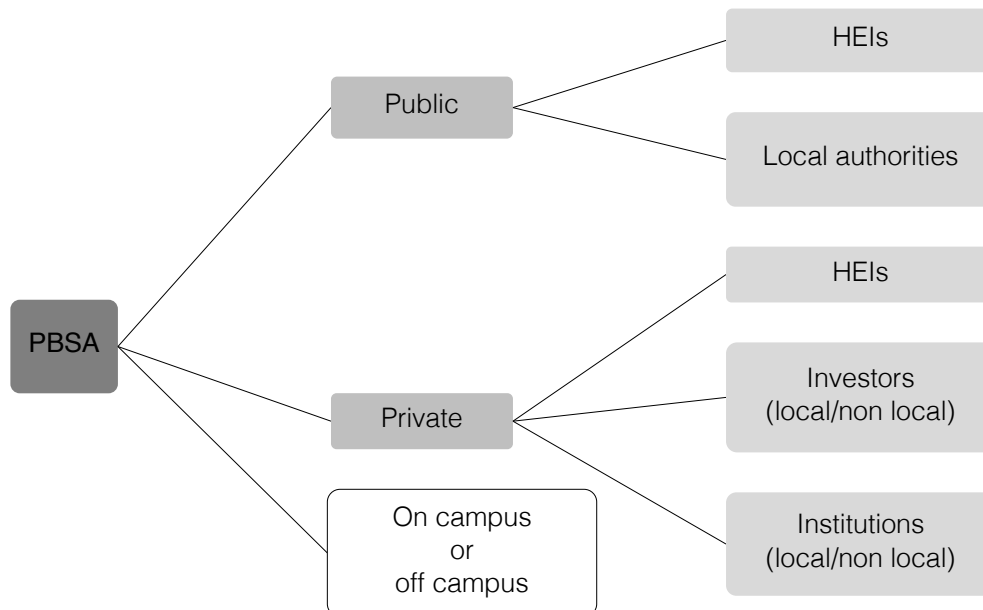 HEIs
Public
Local authorities
HEIs
PBSA
Investors
(local/non local)
Private
On campus
or
off campus
Institutions
(local/non local)